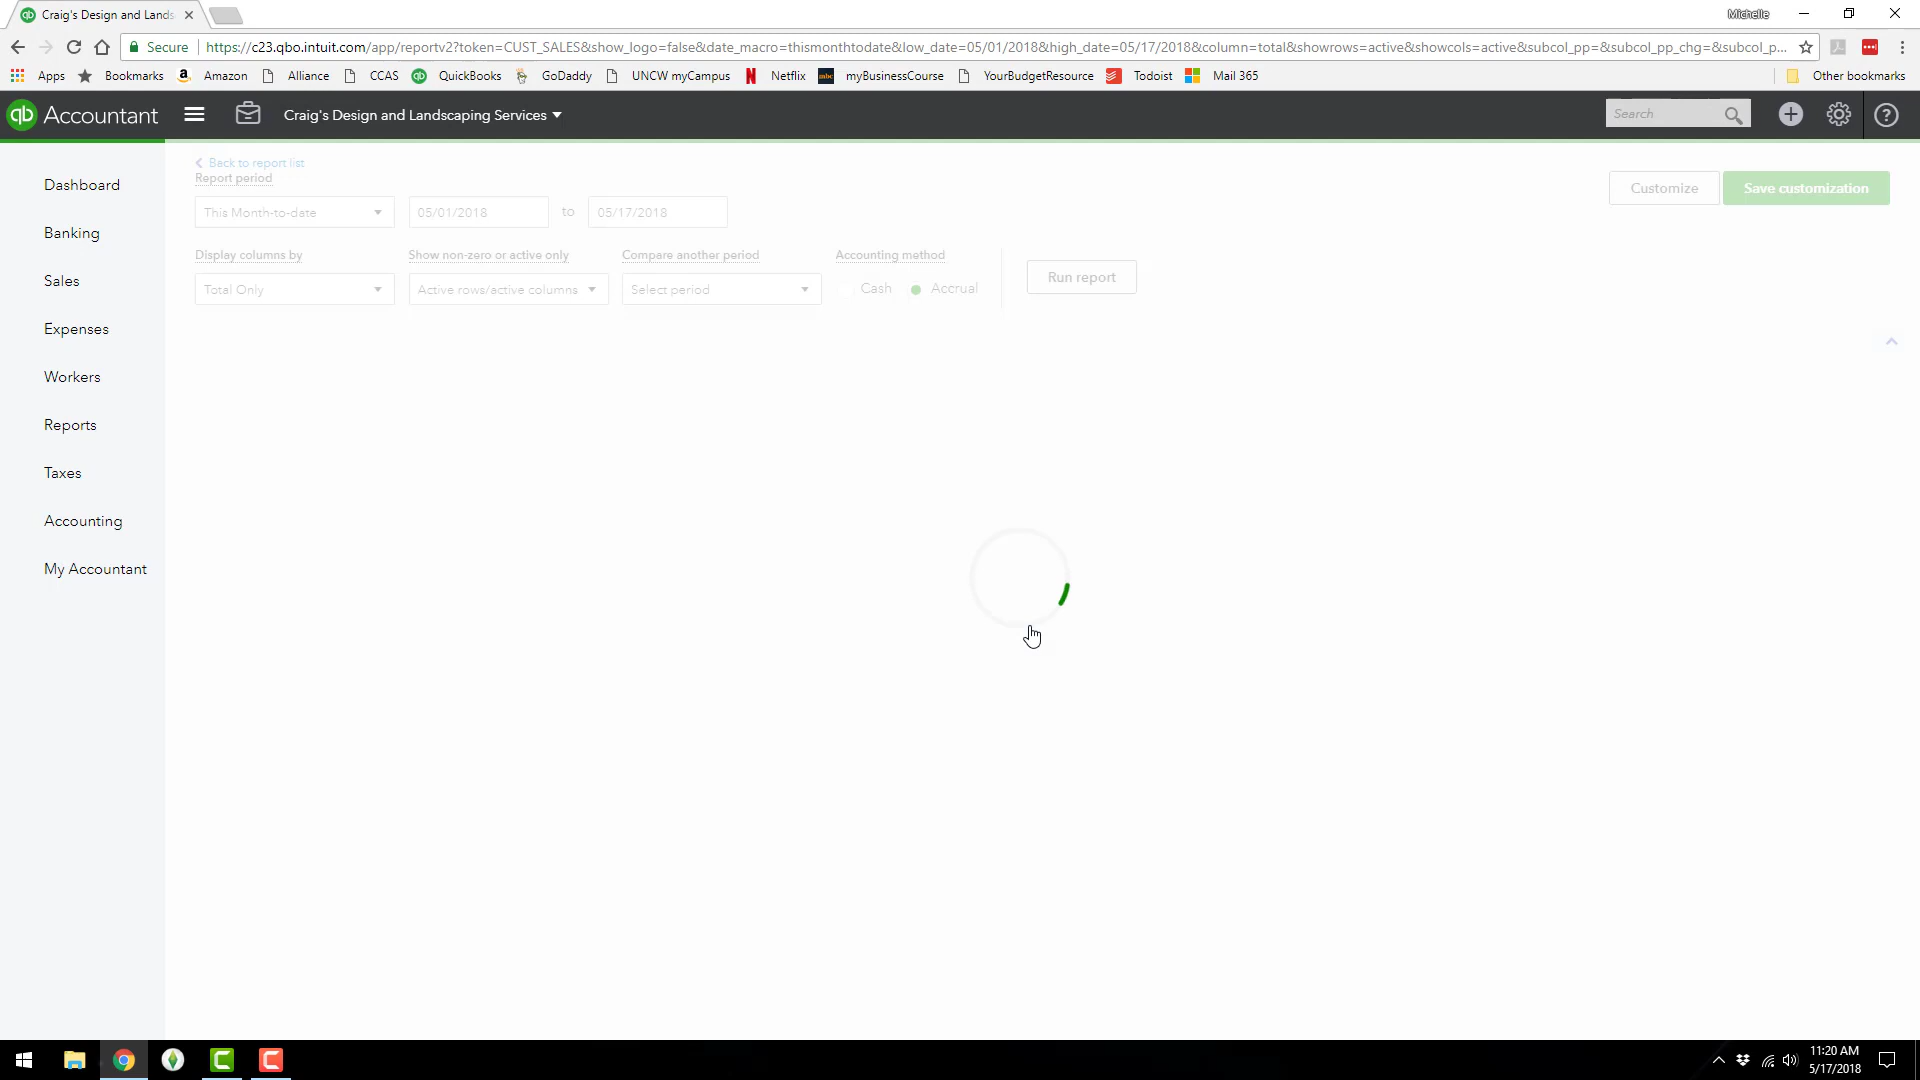 Craig's Design and Lands
Michelle
Secure
https://c23.qbo.intuit.com/app/reportv2?token=CUST_SALES&show_logo=false&date_macro=thismonthtodate&low_date=05/01/2018&high_date=05/17/2018&column=total&showrows=active&showcols=active&subcol_pp=&subcol_pp_chg=&subcol_p...
Apps
Bookmarks
Amazon
Alliance
CCAS
QuickBooks
GoDaddy
UNCW myCampus
Netflix
myBusinessCourse
YourBudgetResource
Todoist
Mail 365
Other bookmarks
qb Accountant
Craig's Design and Landscaping Services
Search
Dashboard
Banking
Sales
Expenses
Workers
Reports
Taxes
Accounting
My Accountant
Back to report list
Report period
This Month-to-date
05/01/2018
to
05/17/2018
Customize
Save customization
Display columns by
Show non-zero or active only
Compare another period
Accounting method
Total Only
Active rows/active columns
Select period
Cash
Accrual
Run report
11:20 AM
5/17/2018